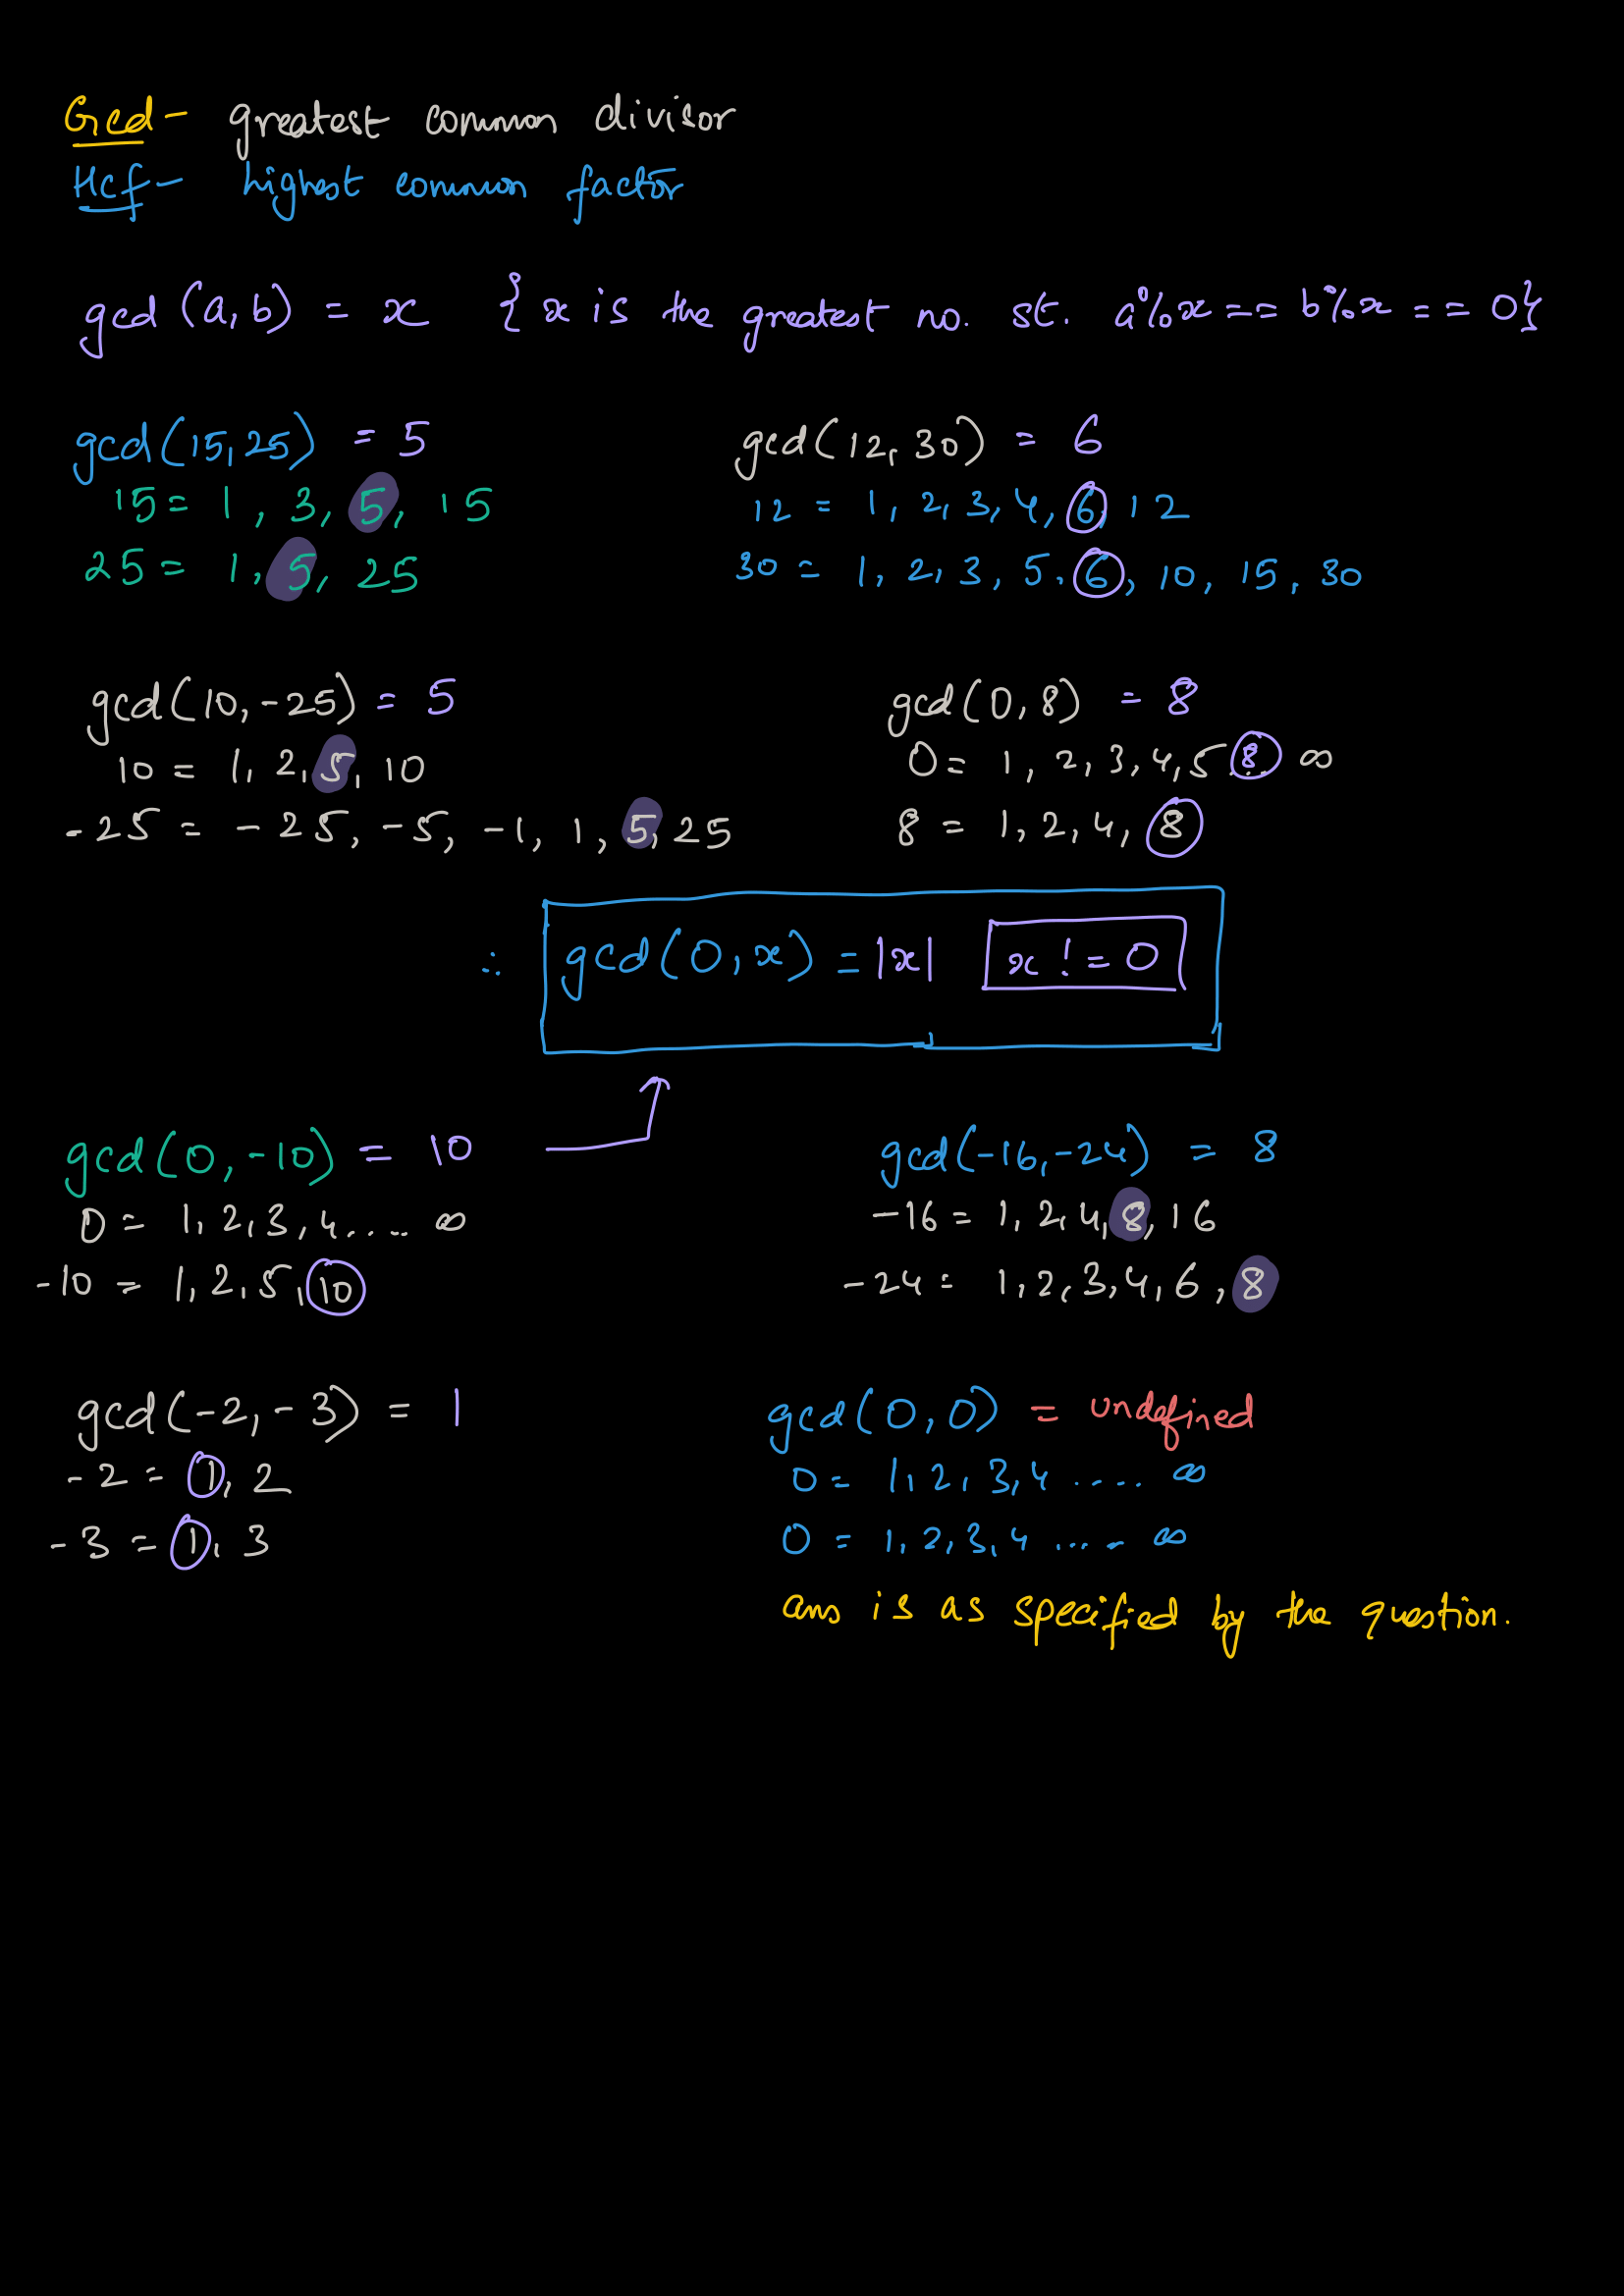 Gcd - greatest common divisor
Hcf - highest common factor
gcd (a,b) = x { x is the greatest no. st. a%x == b%x == 0}
gcd(15,25) = 5
15 = 1, 3, 5, 15
25 = 1, 5, 25
gcd(12,30) = 6
12 = 1, 2, 3, 4, 6, 12
30 = 1, 2, 3, 5, 6, 10, 15, 30
gcd(10,-25) = 5
10 = 1, 2, 5, 10
-25 = -25, -5, -1, 1, 5, 25
gcd(0,8) = 8
0 = 1, 2, 3, 4, 5 .8.. ∞
8 = 1, 2, 4, 8
∴ gcd(0,x) = |x| x != 0
gcd(0,-10) = 10
0 = 1, 2, 3, 4..... ∞
-10 = 1, 2, 5, 10
gcd(-16,-24) = 8
-16 = 1, 2, 4, 8, 16
-24 = 1, 2, 3, 4, 6, 8
gcd(-2,-3) = 1
-2 = 1, 2
-3 = 1, 3
gcd(0,0) = undefined
0 = 1, 2, 3, 4 .... ∞
0 = 1, 2, 3, 4 .... ∞
ans is as specified by the question.